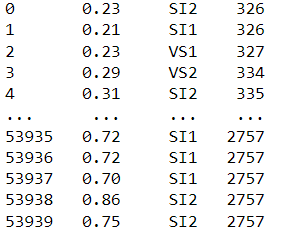 0 0.23 SI2 326
1 0.21 SI1 326
2 0.23 VS1 327
3 0.29 VS2 334
4 0.31 SI2 335
... ... ... ...
53935 0.72 SI1 2757
53936 0.72 SI1 2757
53937 0.70 SI1 2757
53938 0.86 SI2 2757
53939 0.75 SI2 2757